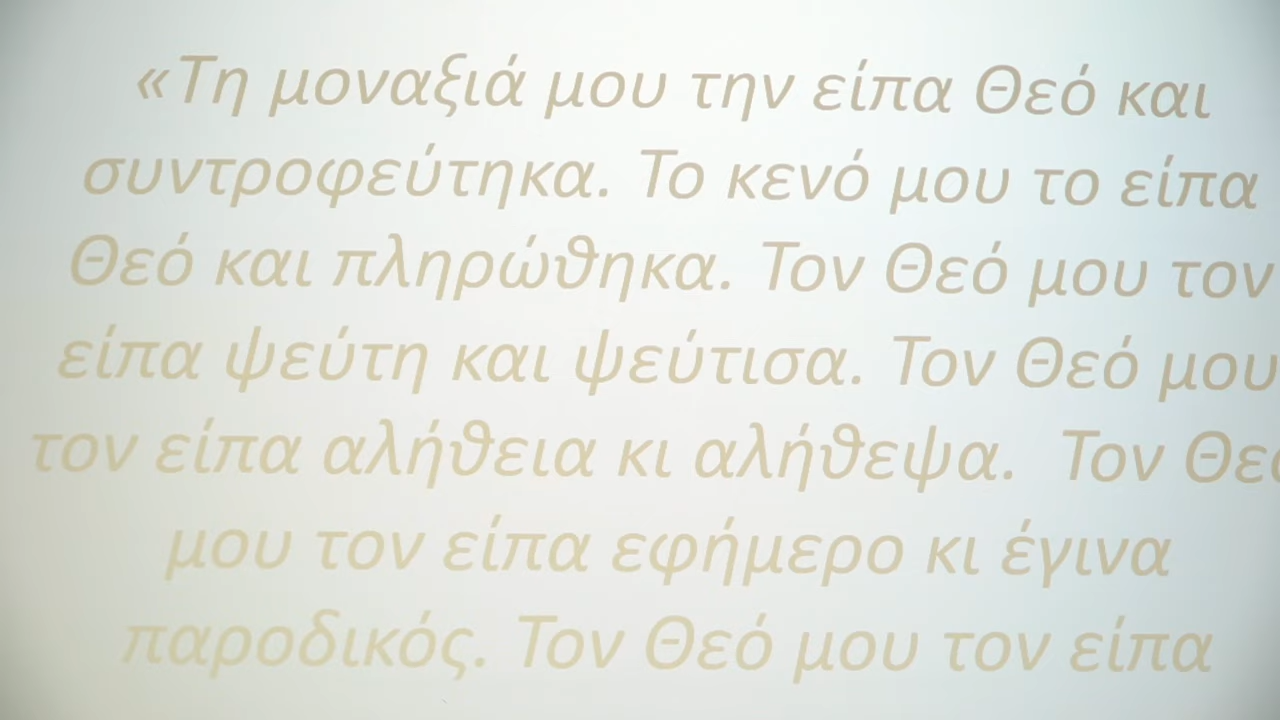 «Τη μοναξιά μου την είπα Θεό και
συντροφεύτηκα. Το κενό μου το είπα
Θεό και πληρώθηκα. Τον Θεό μου τον
είπα ψεύτη και ψεύτισα. Τον Θεό μου
τον είπα αλήθεια κι αλήθεψα. Τον Θεό
μου τον είπα εφήμερο κι έγινα
παροδικός. Τον Θεό μου τον είπα